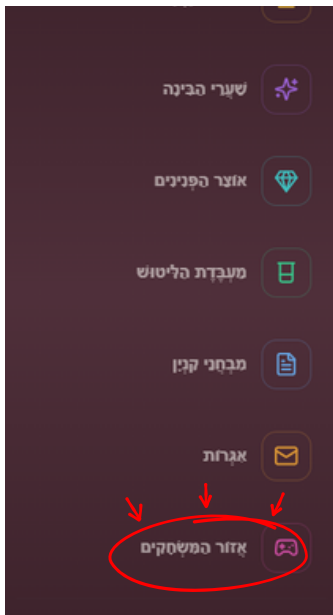 שַׁעֲרֵי הַבִּינָה
אוֹצַר הַפְּנִינִים
מַעְבֶּדֶת הַלִּיטוּשׁ
מִבְחֲנֵי קִנְיָן
אִגְּרוֹת
אֲזוֹר הַמִּשְׂחָקִים